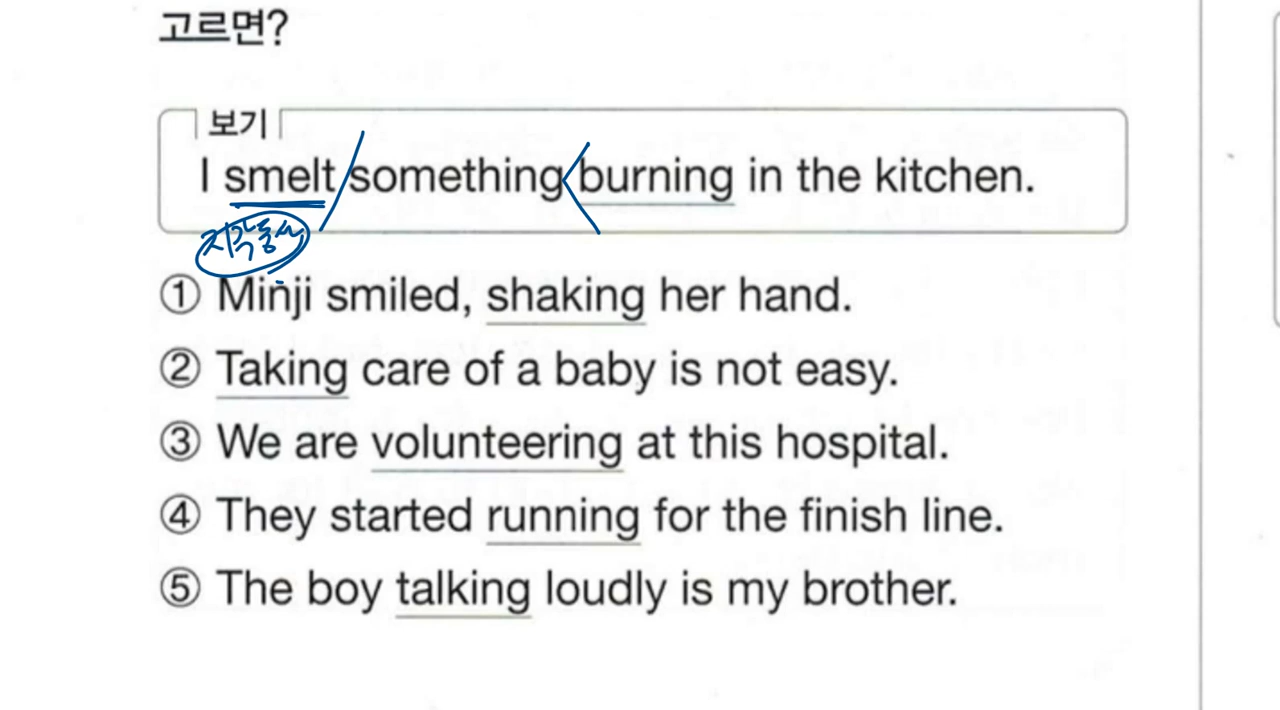 고르면?
보기
I smelt something burning in the kitchen.
지각동사
① Minji smiled, shaking her hand.
② Taking care of a baby is not easy.
③ We are volunteering at this hospital.
④ They started running for the finish line.
⑤ The boy talking loudly is my brother.